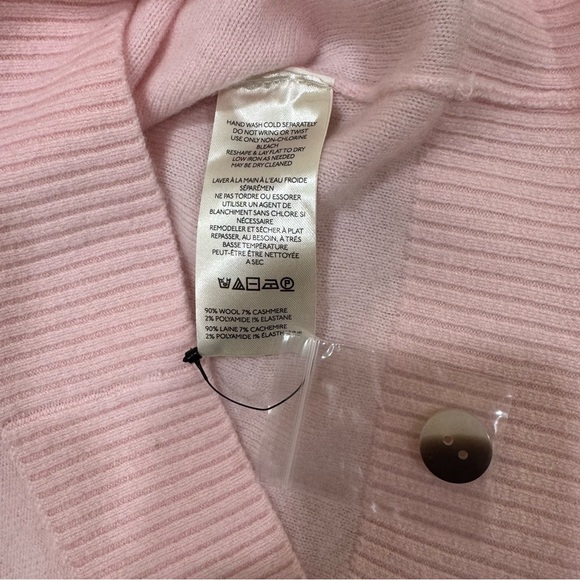 HAND WASH COLD SEPARATELY
DO NOT WRING OR TWIST
USE ONLY NON-CHLORINE
BLEACH
RESHAPE & LAY FLAT TO DRY
LOW IRON AS NEEDED
MAY BE DRY CLEANED
LAVER À LA MAIN À L'EAU FROIDE
SÉPARÉMEN
NE PAS TORDRE OU ESSORER
UTILISER UN AGENT DE
BLANCHIMENT SANS CHLORE SI
NÉCESSAIRE
REMODELER ET SÉCHER À PLAT
REPASSER, AU BESOIN, À TRÈS
BASSE TEMPÉRATURE
PEUT-ÊTRE ÊTRE NETTOYÉE
A SEC
P
90% WOOL 7% CASHMERE
2% POLYAMIDE 1% ELASTANE
90% LAINE 7% CACHEMIRE
2% POLYAMIDE 1%